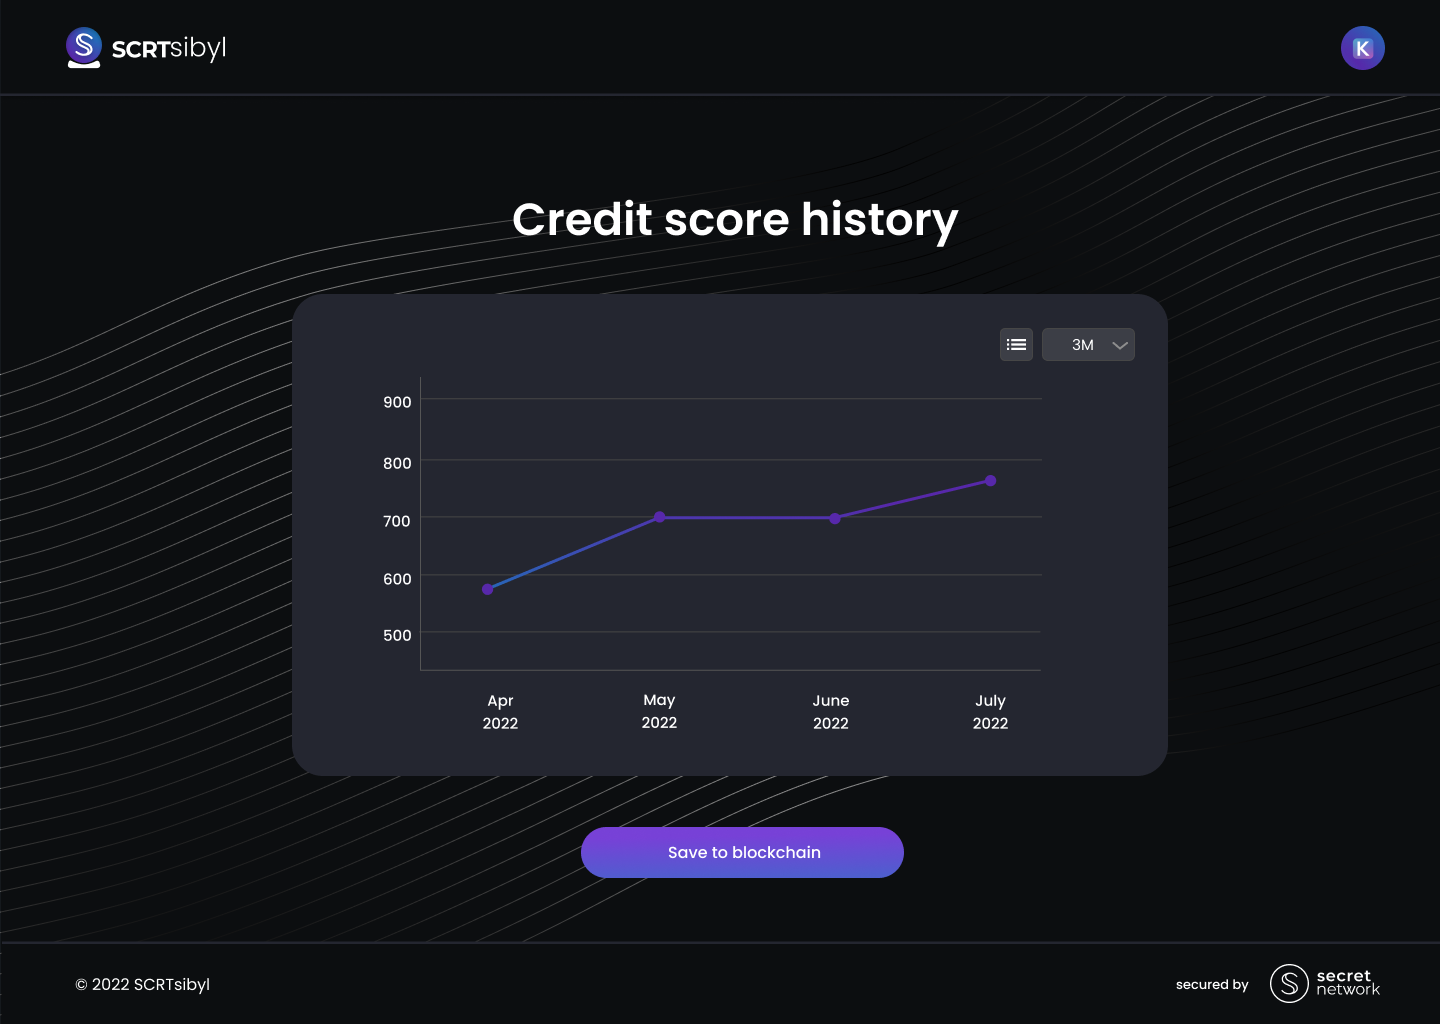 SCRTsibyl
K
Credit score history
3M
900
800
700
600
500
Apr
2022
May
2022
June
2022
July
2022
Save to blockchain
© 2022 SCRTsibyl
secured by
secret
network